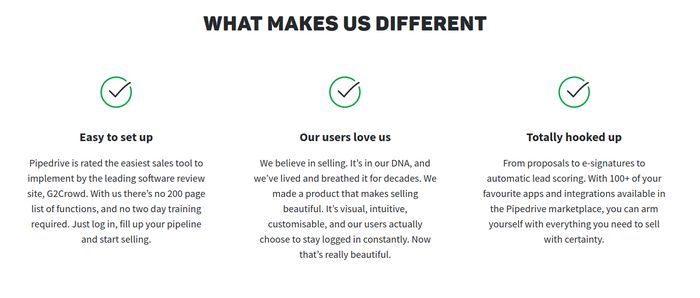 WHAT MAKES US DIFFERENT
Easy to set up
Pipedrive is rated the easiest sales tool to
implement by the leading software review
site, G2Crowd. With us there's no 200 page
list of functions, and no two day training
required. Just log in, fill up your pipeline
and start selling.
Our users love us
We believe in selling. It's in our DNA, and
we've lived and breathed it for decades. We
made a product that makes selling
beautiful. It's visual, intuitive,
customisable, and our users actually
choose to stay logged in constantly. Now
that's really beautiful.
Totally hooked up
From proposals to e-signatures to
automatic lead scoring. With 100+ of your
favourite apps and integrations available in
the Pipedrive marketplace, you can arm
yourself with everything you need to sell
with certainty.